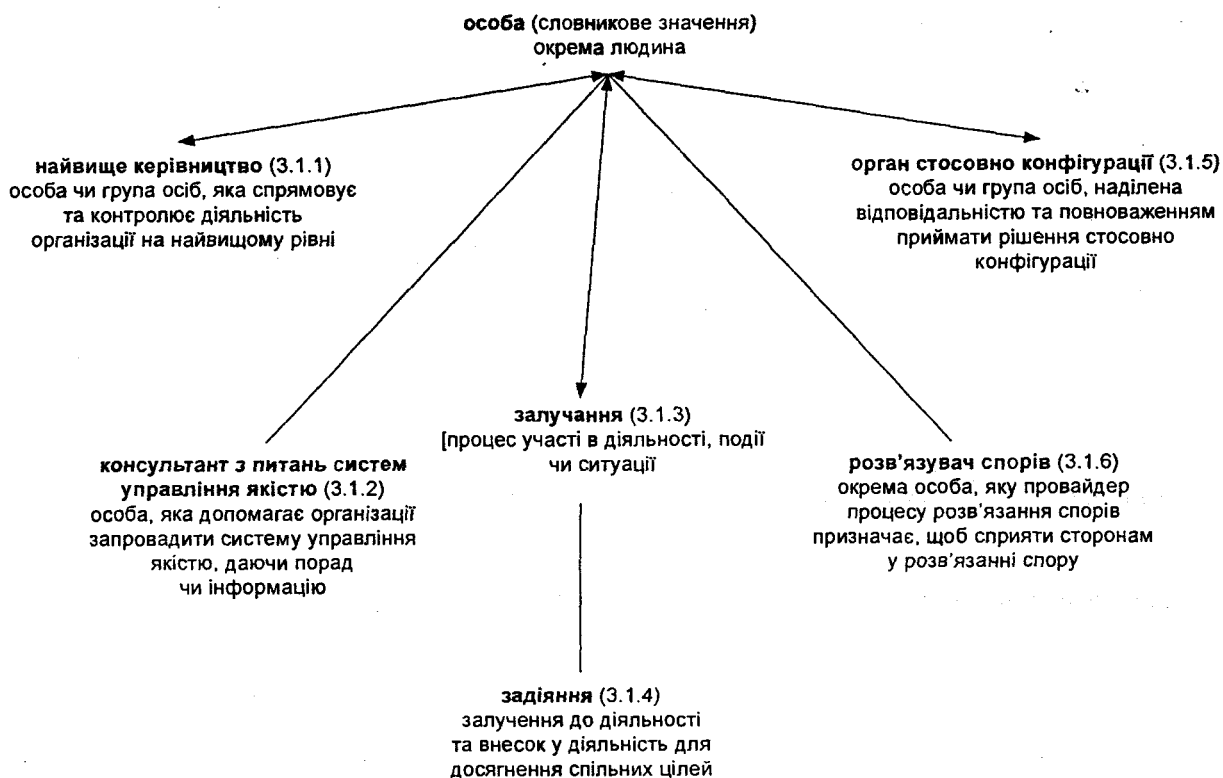 особа (словникове значення)
окрема людина
найвище керівництво (3.1.1)
особа чи група осіб, яка спрямовує
та контролює діяльність
організації на найвищому рівні
орган стосовно конфігурації (3.1.5)
особа чи група осіб, наділена
відповідальністю та повноваженням
приймати рішення стосовно
конфігурації
залучання (3.1.3)
[процес участі в діяльності, події
чи ситуації
консультант з питань систем
управління якістю (3.1.2)
особа, яка допомагає організації
запровадити систему управління
якістю, даючи порад
чи інформацію
розв'язувач спорів (3.1.6)
окрема особа, яку провайдер
процесу розв'язання спорів
призначає, щоб сприяти сторонам
у розв'язанні спору
задіяння (3.1.4)
залучення до діяльності
та внесок у діяльність для
досягнення спільних цілей